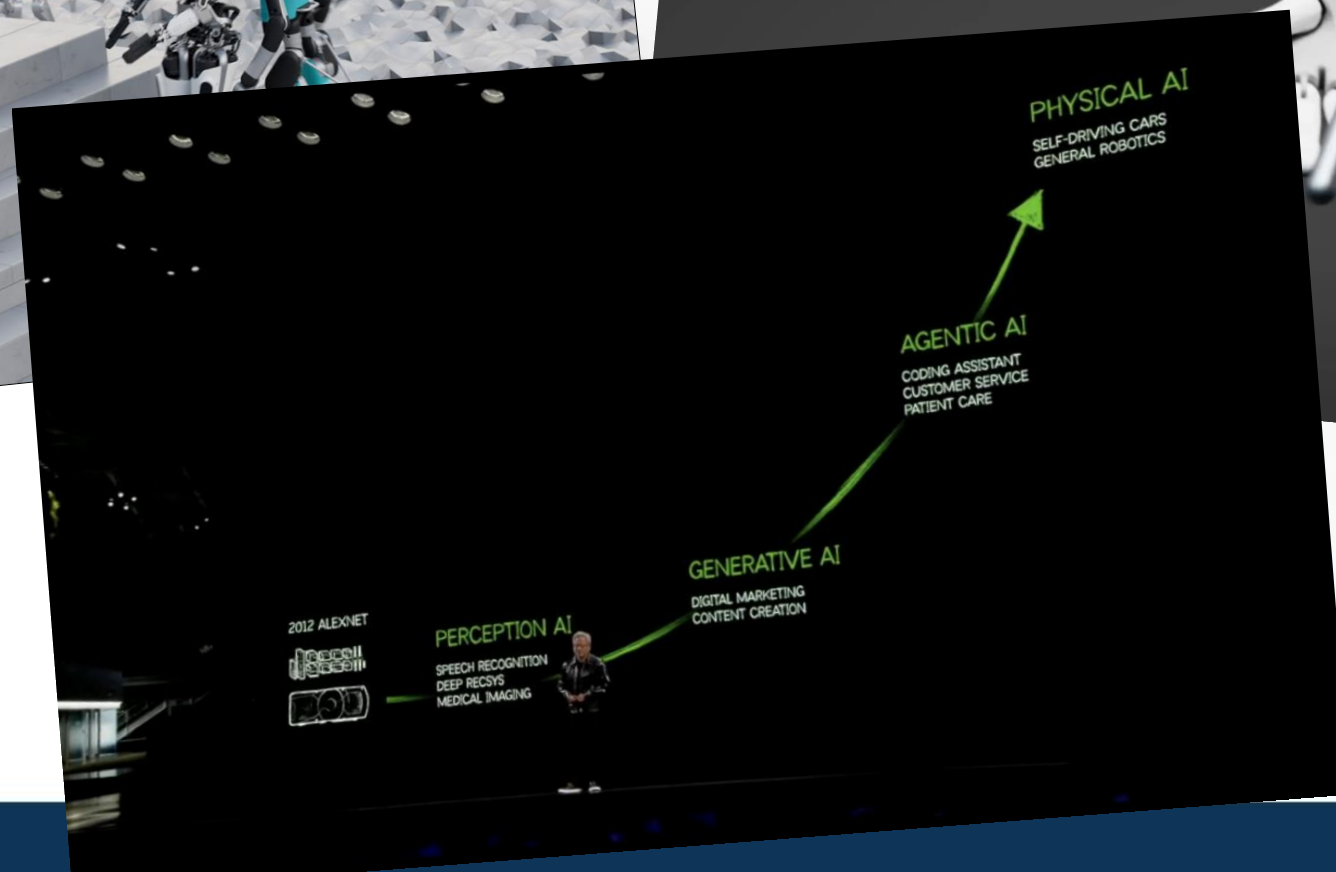 PHYSICAL AI
SELF-DRIVING CARS
GENERAL ROBOTICS
AGENTIC AI
CODING ASSISTANT
CUSTOMER SERVICE
PATIENT CARE
GENERATIVE AI
DIGITAL MARKETING
CONTENT CREATION
2012 ALEXNET
PERCEPTION AI
SPEECH RECOGNITION
DEEP RECSYS
MEDICAL IMAGING